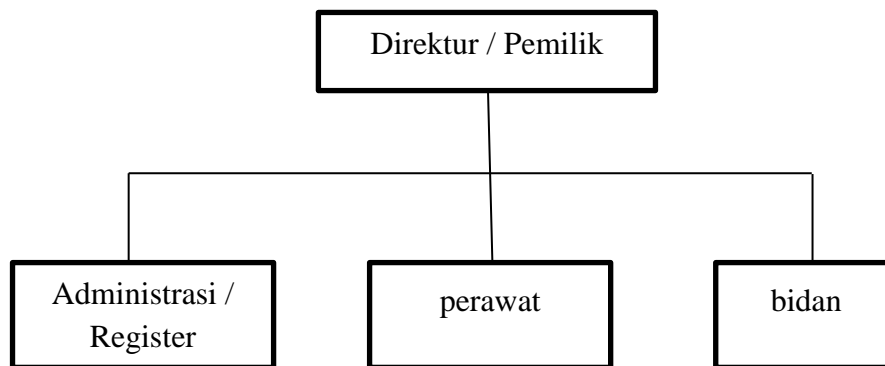 Direktur / Pemilik
Administrasi /
Register
perawat
bidan